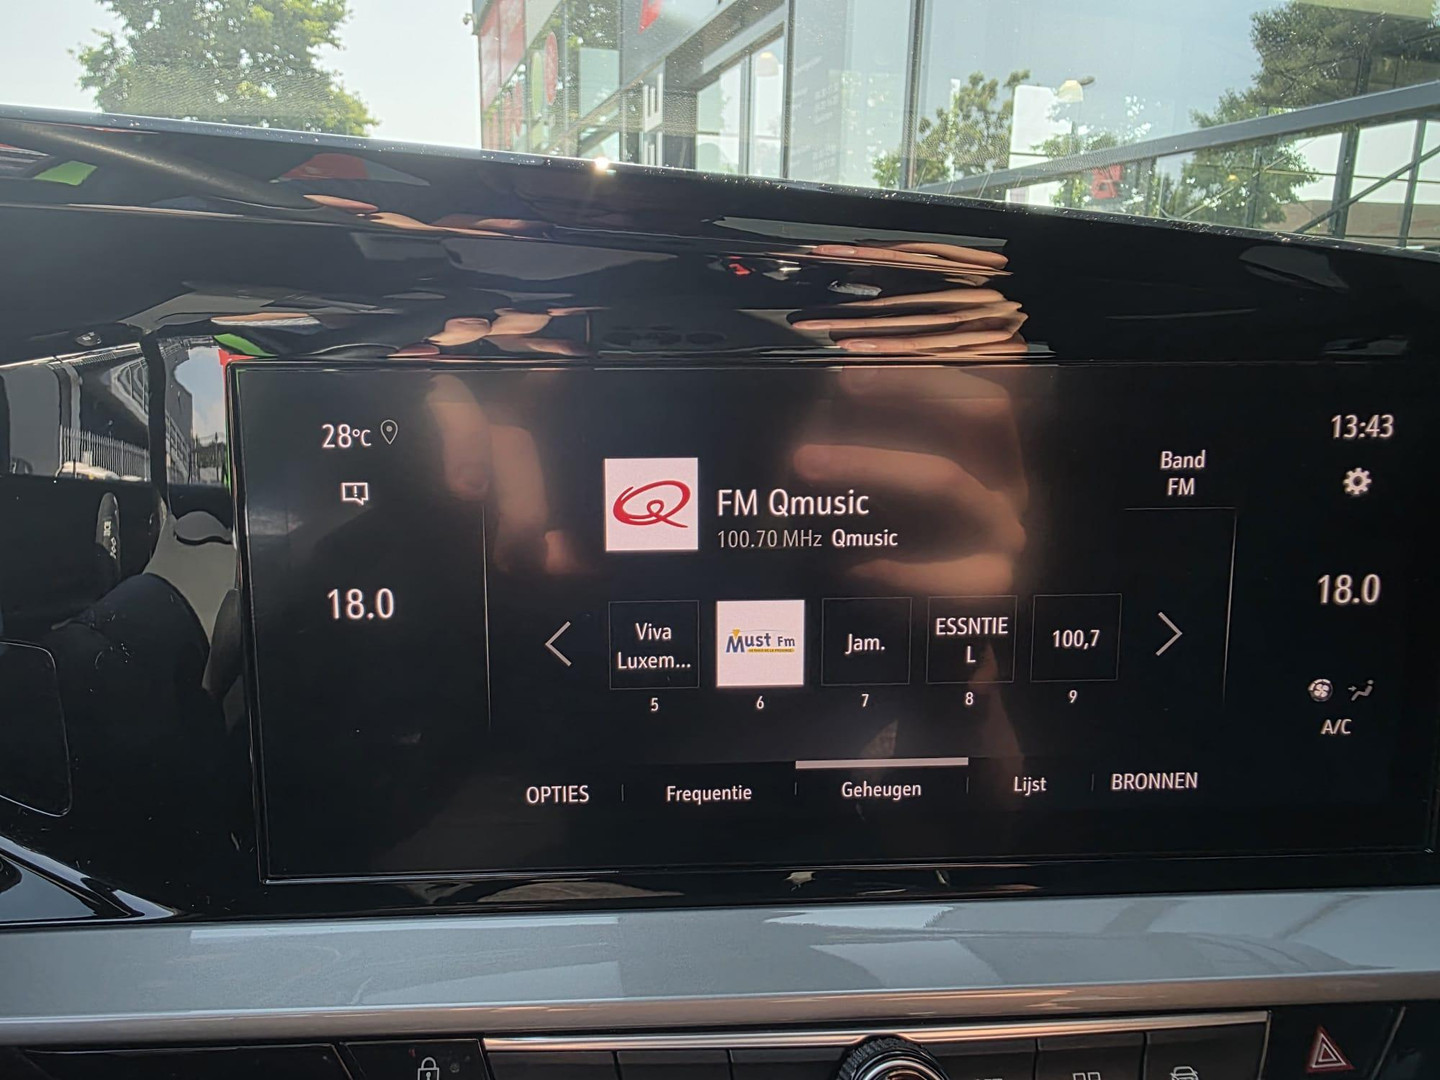 28°C
13:43
Band
FM
FM Qmusic
100.70 MHz Qmusic
18.0
18.0
Viva
Luxem...
Must Fm
Jam.
ESSNTIE
L
100,7
5
6
7
8
9
A/C
OPTIES
Frequentie
Geheugen
Lijst
BRONNEN